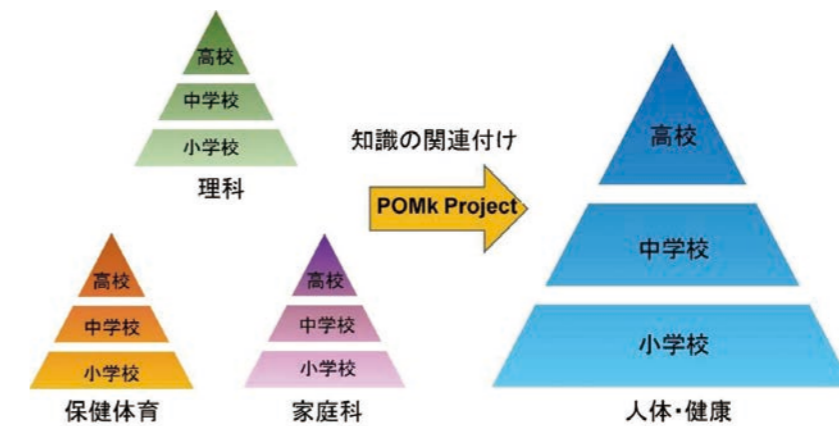 高校
中学校
小学校
理科
高校
中学校
小学校
保健体育
高校
中学校
小学校
家庭科
知識の関連付け
POMk Project
高校
中学校
小学校
人体・健康